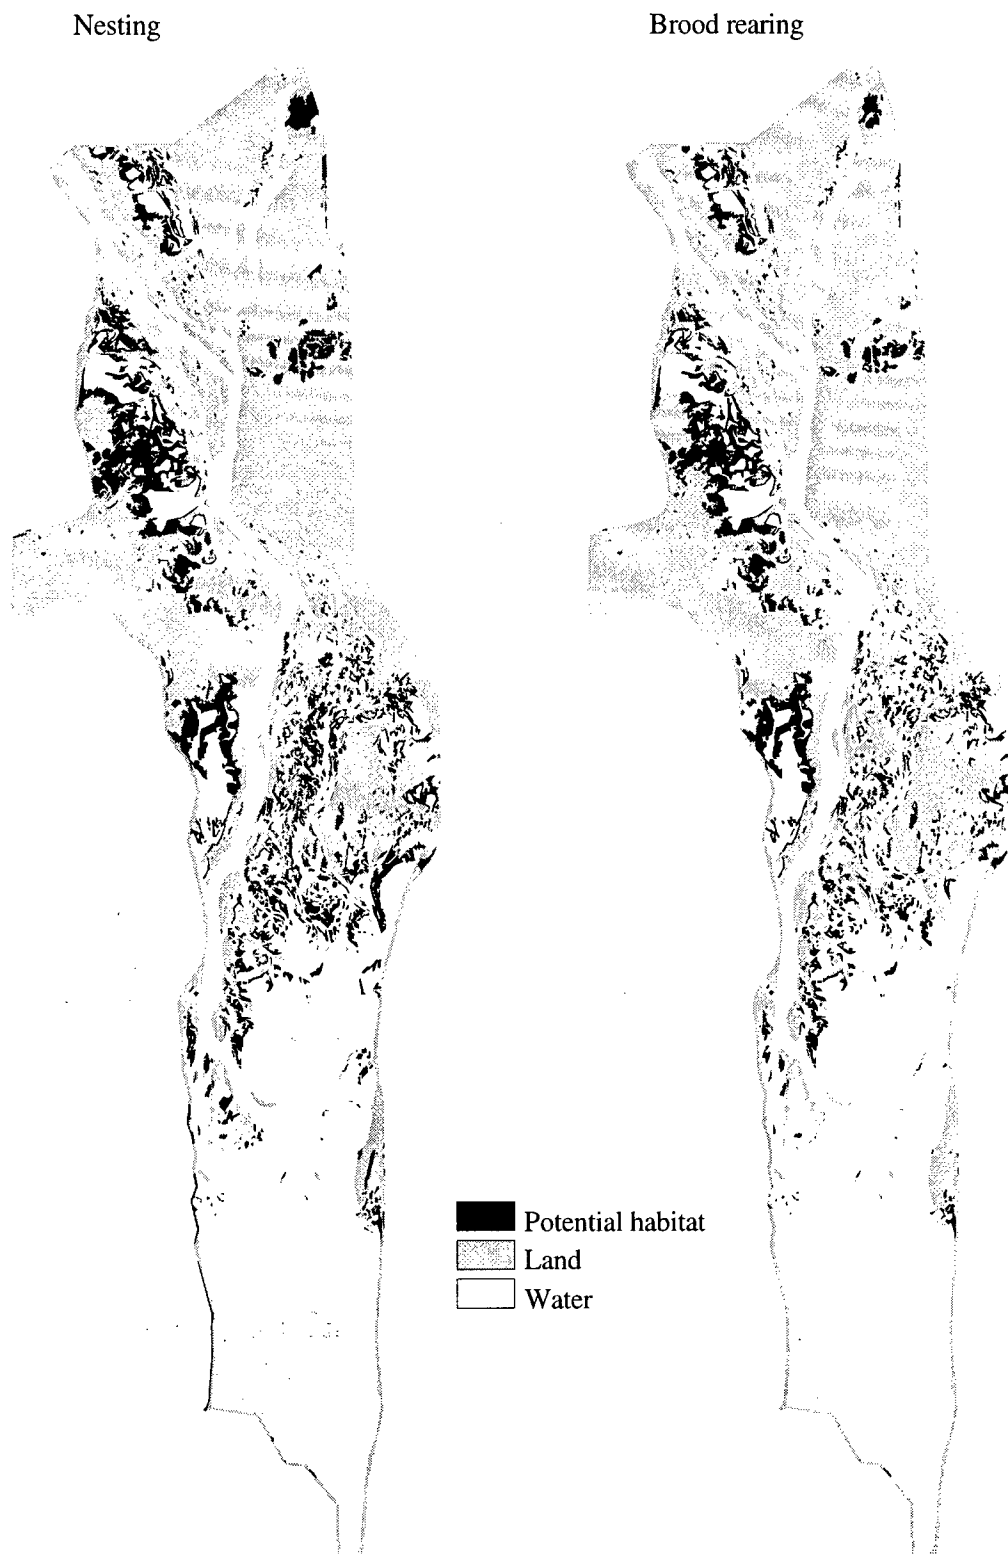 Nesting
Brood rearing
Potential habitat
Land
Water